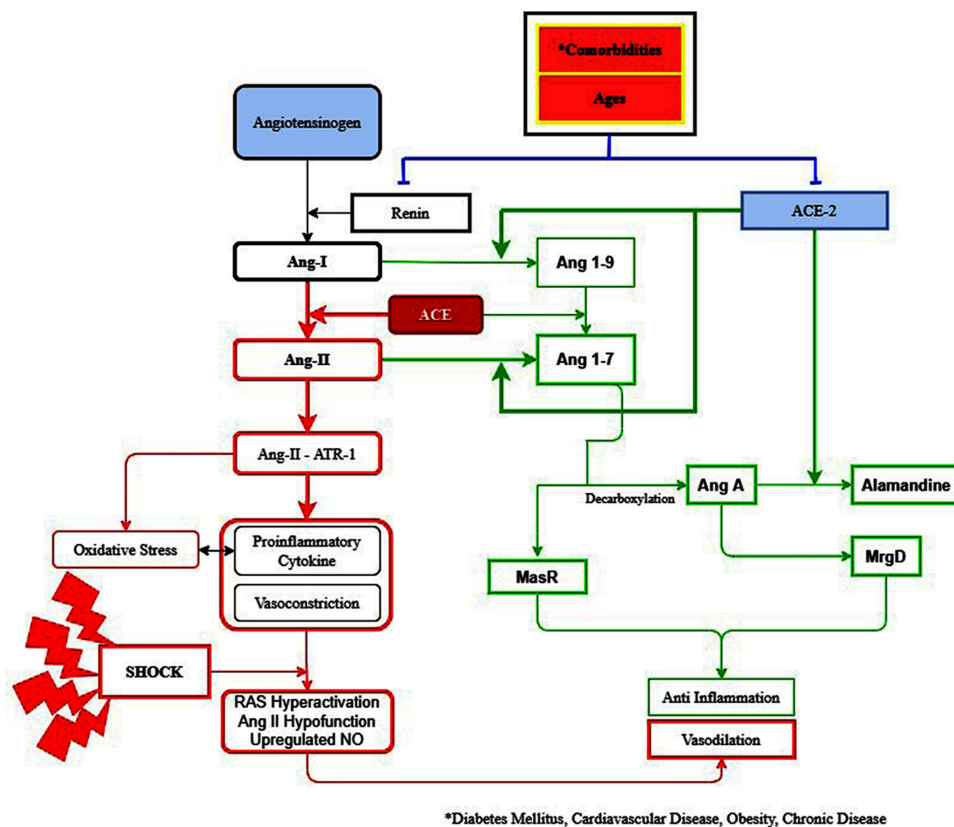 *Comorbidities
Ages
Angiotensinogen
Renin
ACE-2
Ang-I
Ang 1-9
ACE
Ang-II
Ang 1-7
Ang-II - ATR-1
Decarboxylation
Ang A
Alamandine
Oxidative Stress
Proinflammatory
Cytokine
MrgD
MasR
Vasoconstriction
SHOCK
RAS Hyperactivation
Ang II Hypofunction
Upregulated NO
Anti Inflammation
Vasodilation
*Diabetes Mellitus, Cardiavascular Disease, Obesity, Chronic Disease